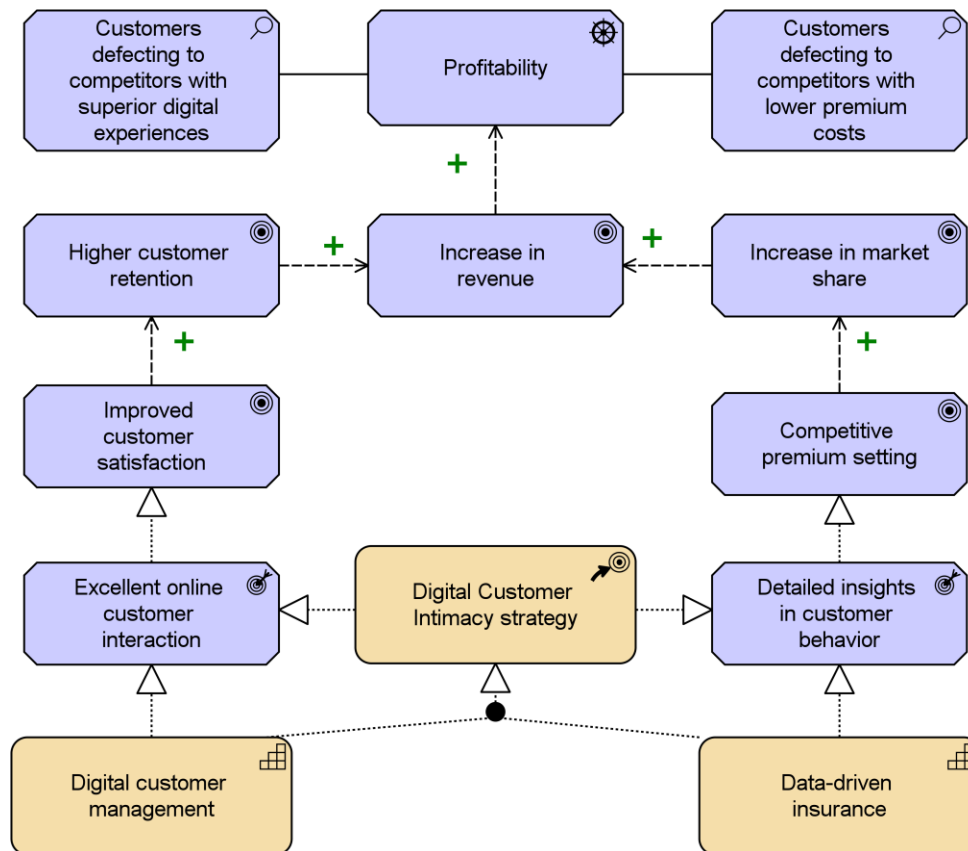 Customers
defecting to
competitors with
superior digital
experiences
Profitability
Customers
defecting to
competitors with
lower premium
costs
+
Higher customer
retention
+
Increase in
revenue
+
Increase in market
share
+
+
Improved
customer
satisfaction
Competitive
premium setting
Excellent online
customer
interaction
Digital Customer
Intimacy strategy
Detailed insights
in customer
behavior
Digital customer
management
Data-driven
insurance